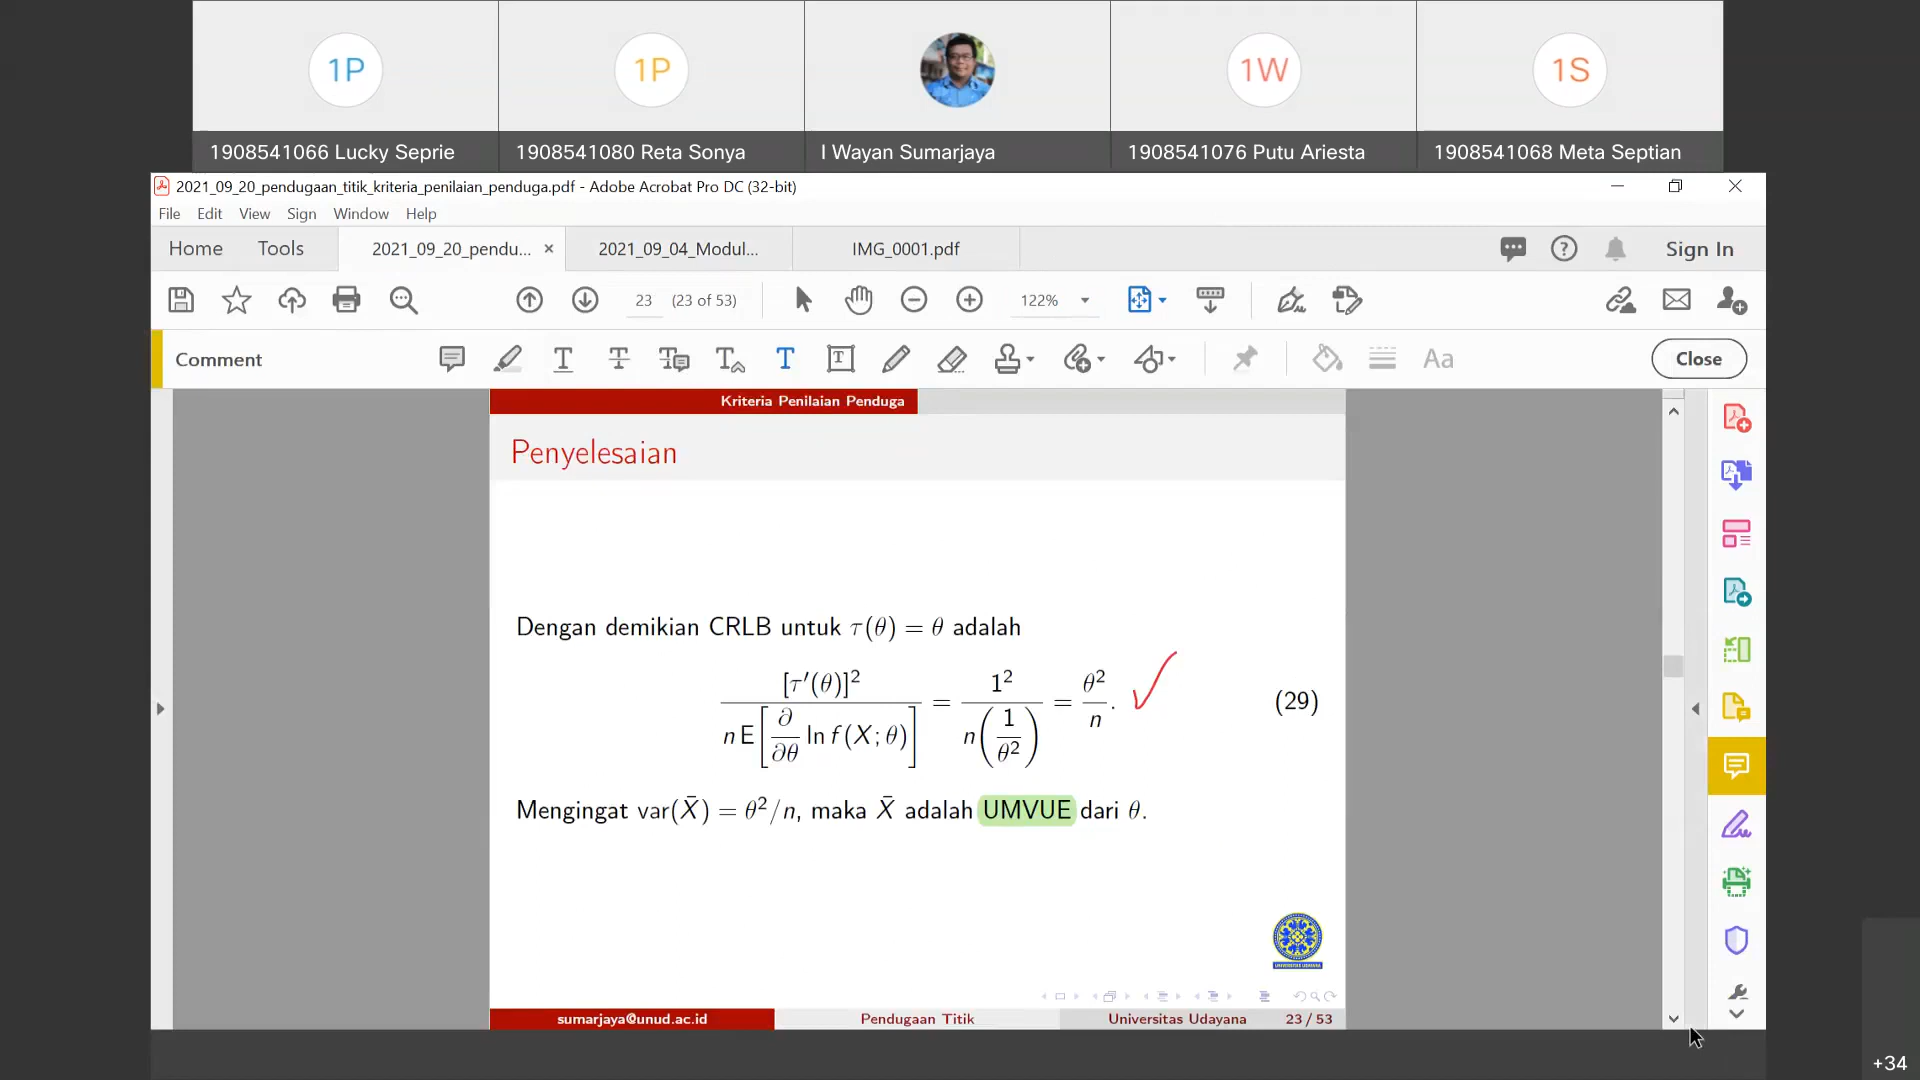 1P
1P
1W
1S
1908541066 Lucky Seprie
1908541080 Reta Sonya
I Wayan Sumarjaya
1908541076 Putu Ariesta
1908541068 Meta Septian
2021_09_20_pendugaan_titik_kriteria_penilaian_penduga.pdf - Adobe Acrobat Pro DC (32-bit)
File Edit View Sign Window Help
Home Tools 2021_09_20_pendu... × 2021_09_04_Modul... IMG_0001.pdf Sign In
23 (23 of 53) 122%
Comment Aa Close
Kriteria Penilaian Penduga
Penyelesaian
Dengan demikian CRLB untuk τ(θ) = θ adalah
[τ′(θ)]² / n E[∂/∂θ ln f(X; θ)] = 1² / n(1/θ²) = θ²/n. (29)
Mengingat var(X̄) = θ²/n, maka X̄ adalah UMVUE dari θ.
UNIVERSITAS UDAYANA
sumarjaya@unud.ac.id Pendugaan Titik Universitas Udayana 23 / 53
+34